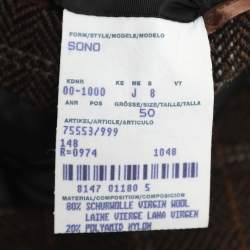 FORM/STYLE/MODELE/MODELO
SONO
KDNR KE ME S VT
00-1000 J 8
ANR POS GRÖSSE/SIZE/TAILLE/TALLA
50
ARTIKEL/ARTICLE/ARTICULO
75553/999
148
R=0974 1048
8147 01180 5
MATERIAL/COMPOSITION/COMPOSICION
80% SCHURWOLLE VIRGIN WOOL
LAINE VIERGE LANA VIRGEN
20% POLYAMID NYLON